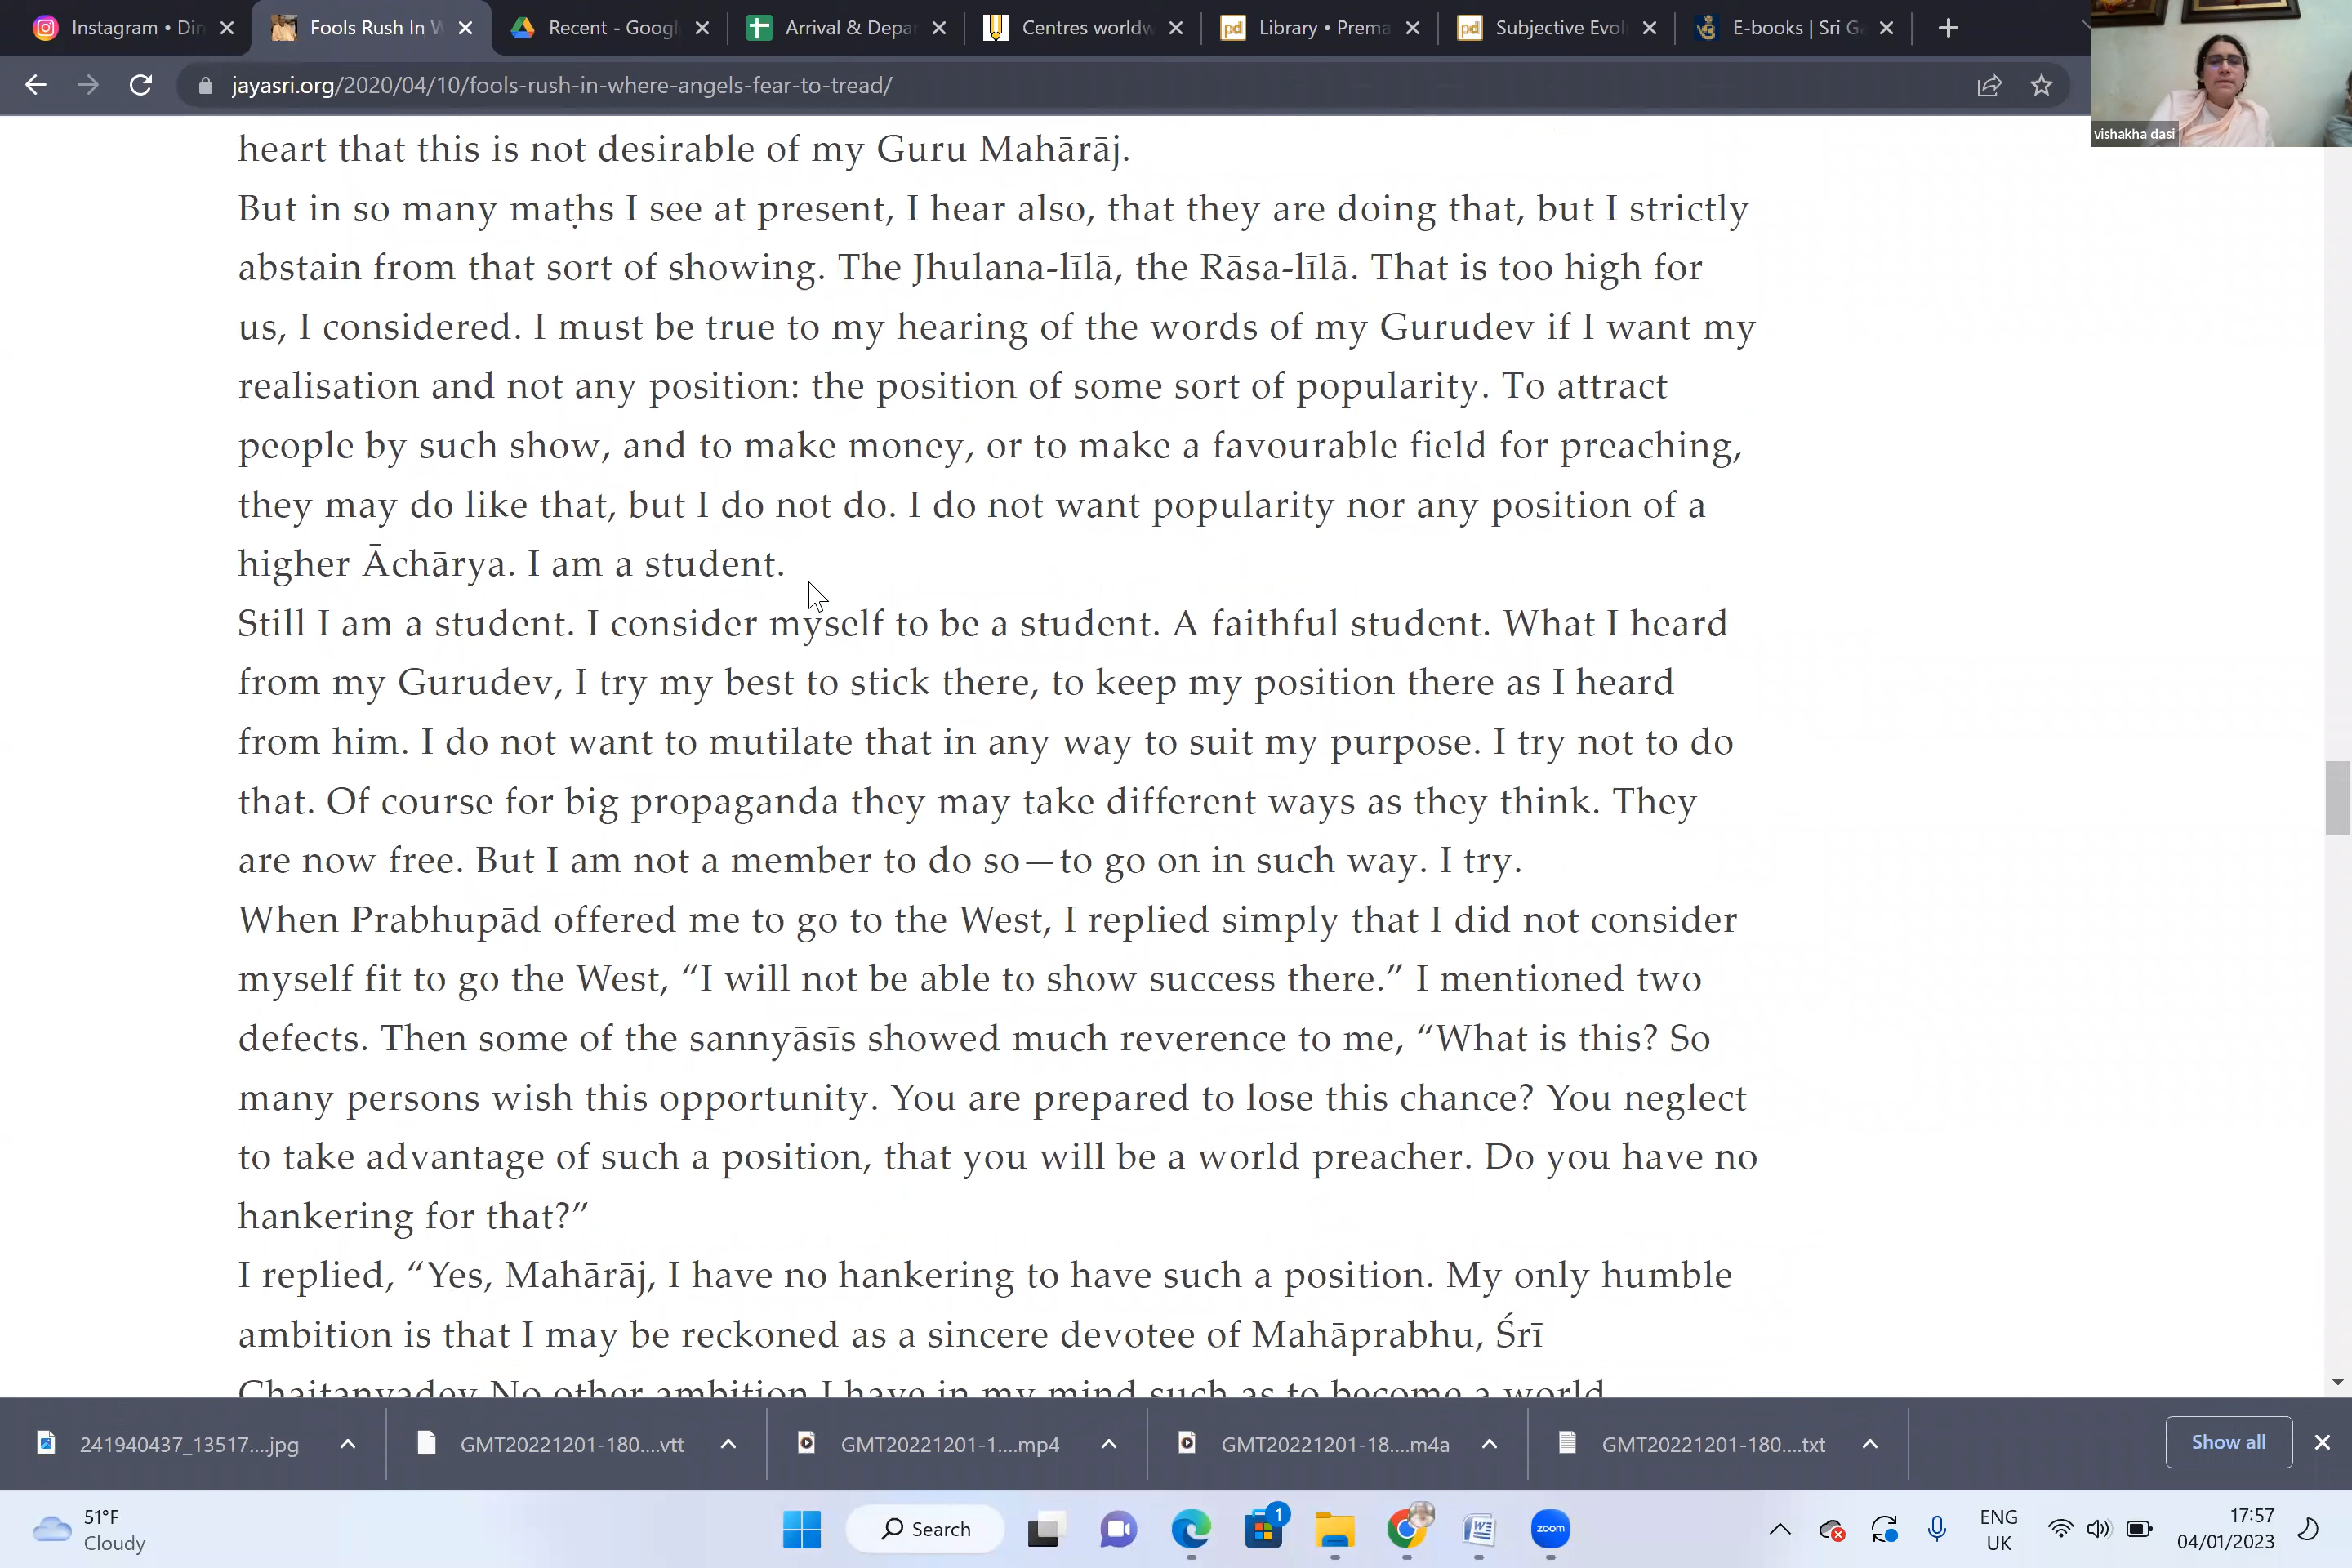 Instagram • Dir
Fools Rush In W
Recent - Googl
Arrival & Depar
Centres worldw
Library • Prema
Subjective Evol
E-books | Sri Ga
jayasri.org/2020/04/10/fools-rush-in-where-angels-fear-to-tread/
vishakha dasi
heart that this is not desirable of my Guru Mahārāj.
But in so many maṭhs I see at present, I hear also, that they are doing that, but I strictly
abstain from that sort of showing. The Jhulana-līlā, the Rāsa-līlā. That is too high for
us, I considered. I must be true to my hearing of the words of my Gurudev if I want my
realisation and not any position: the position of some sort of popularity. To attract
people by such show, and to make money, or to make a favourable field for preaching,
they may do like that, but I do not do. I do not want popularity nor any position of a
higher Āchārya. I am a student.
Still I am a student. I consider myself to be a student. A faithful student. What I heard
from my Gurudev, I try my best to stick there, to keep my position there as I heard
from him. I do not want to mutilate that in any way to suit my purpose. I try not to do
that. Of course for big propaganda they may take different ways as they think. They
are now free. But I am not a member to do so—to go on in such way. I try.
When Prabhupād offered me to go to the West, I replied simply that I did not consider
myself fit to go the West, “I will not be able to show success there.” I mentioned two
defects. Then some of the sannyāsīs showed much reverence to me, “What is this? So
many persons wish this opportunity. You are prepared to lose this chance? You neglect
to take advantage of such a position, that you will be a world preacher. Do you have no
hankering for that?”
I replied, “Yes, Mahārāj, I have no hankering to have such a position. My only humble
ambition is that I may be reckoned as a sincere devotee of Mahāprabhu, Śrī
Chaitanyadev No other ambition I have in my mind such as to become a world
241940437_13517....jpg
GMT20221201-180....vtt
GMT20221201-1....mp4
GMT20221201-18....m4a
GMT20221201-180....txt
Show all
51°F
Cloudy
Search
1
zoom
ENG
UK
17:57
04/01/2023